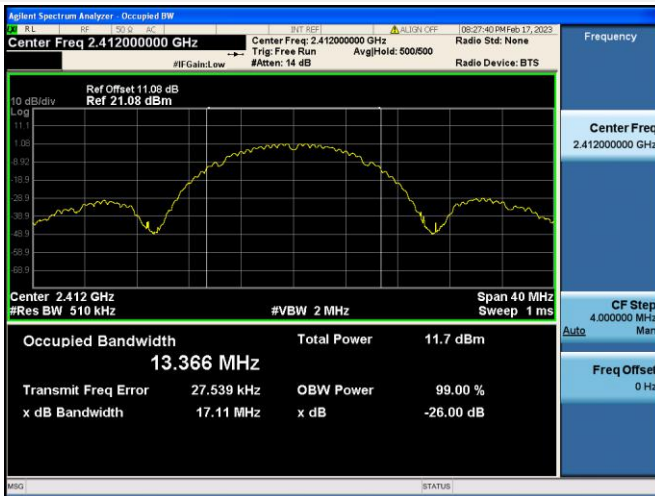 Agilent Spectrum Analyzer - Occupied BW
RL RF 50 Ω AC INT REF ALIGN OFF 08:27:40 PM Feb 17, 2023
Center Freq 2.412000000 GHz
Center Freq: 2.412000000 GHz
Radio Std: None
Trig: Free Run Avg|Hold: 500/500
#IFGain:Low #Atten: 14 dB Radio Device: BTS
Ref Offset 11.08 dB
10 dB/div Ref 21.08 dBm
Log
11.1
1.08
-8.92
-18.9
-28.9
-38.9
-48.9
-58.9
-68.9
Center 2.412 GHz Span 40 MHz
#Res BW 510 kHz #VBW 2 MHz Sweep 1 ms
Occupied Bandwidth Total Power 11.7 dBm
13.366 MHz
Transmit Freq Error 27.539 kHz OBW Power 99.00 %
x dB Bandwidth 17.11 MHz x dB -26.00 dB
MSG STATUS
Frequency
Center Freq
2.412000000 GHz
CF Step
4.000000 MHz
Auto Man
Freq Offset
0 Hz